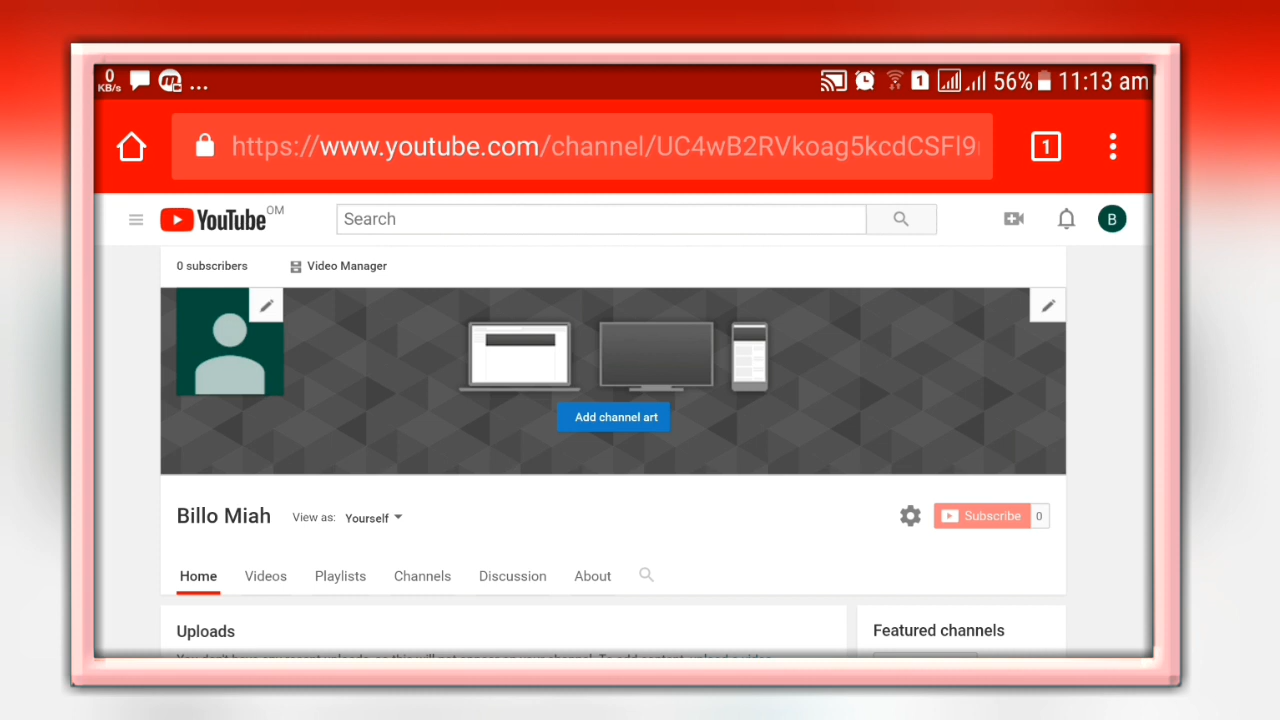 0
KB/s
...
1
56%
11:13 am
https://www.youtube.com/channel/UC4wB2RVkoag5kcdCSFl9
1
YouTube OM
Search
B
0 subscribers
Video Manager
Add channel art
Billo Miah
View as: Yourself
Subscribe 0
Home Videos Playlists Channels Discussion About
Uploads
Featured channels